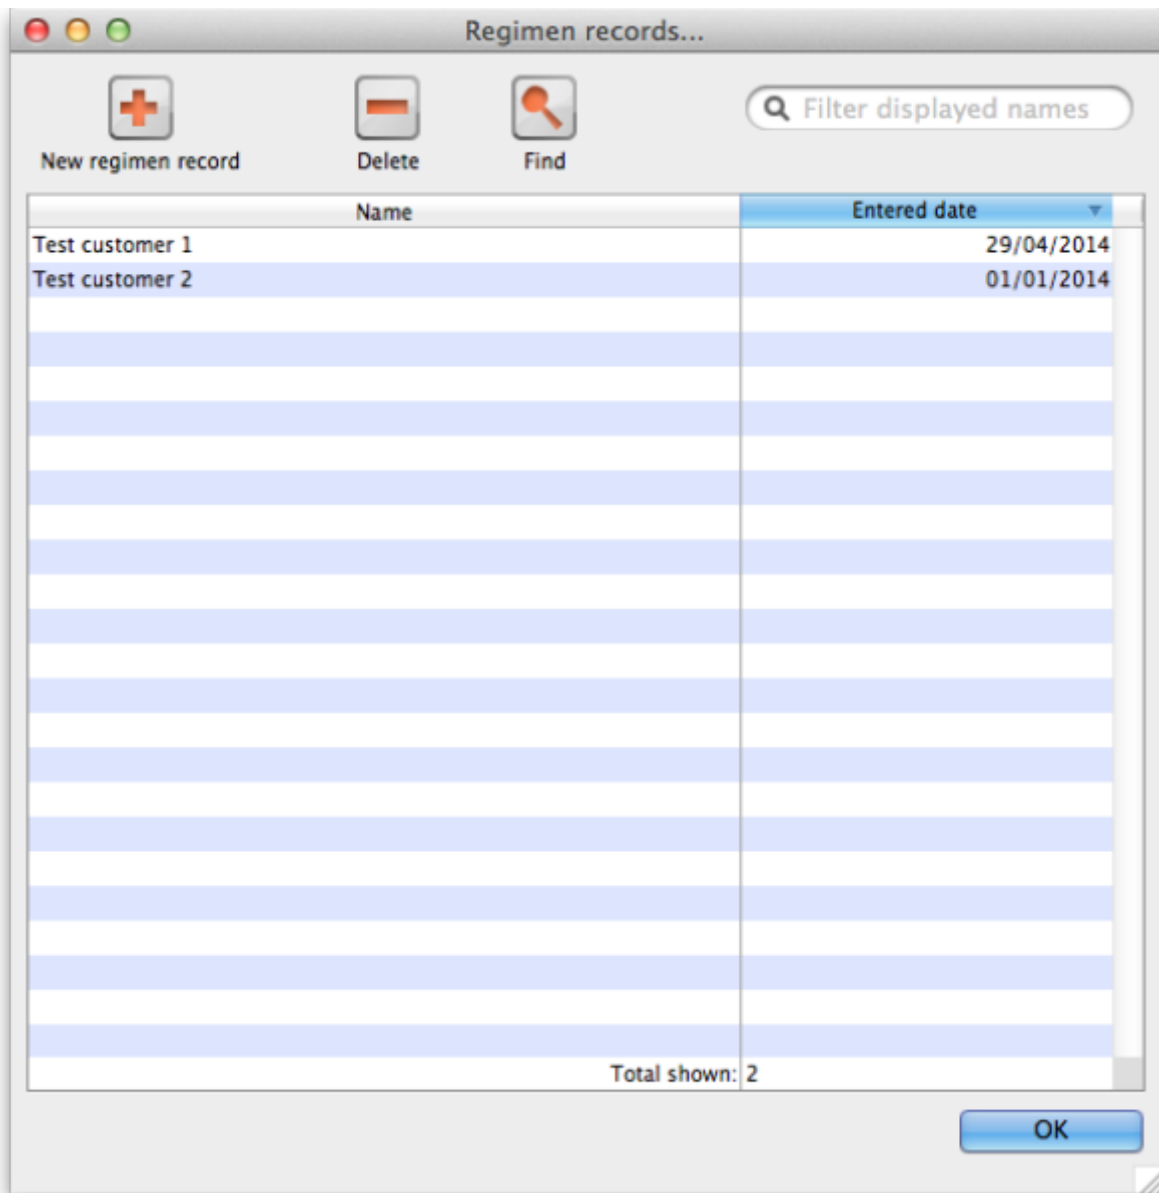 Regimen records...
New regimen record
Delete
Find
Filter displayed names
Name Entered date
Test customer 1 29/04/2014
Test customer 2 01/01/2014
Total shown: 2
OK